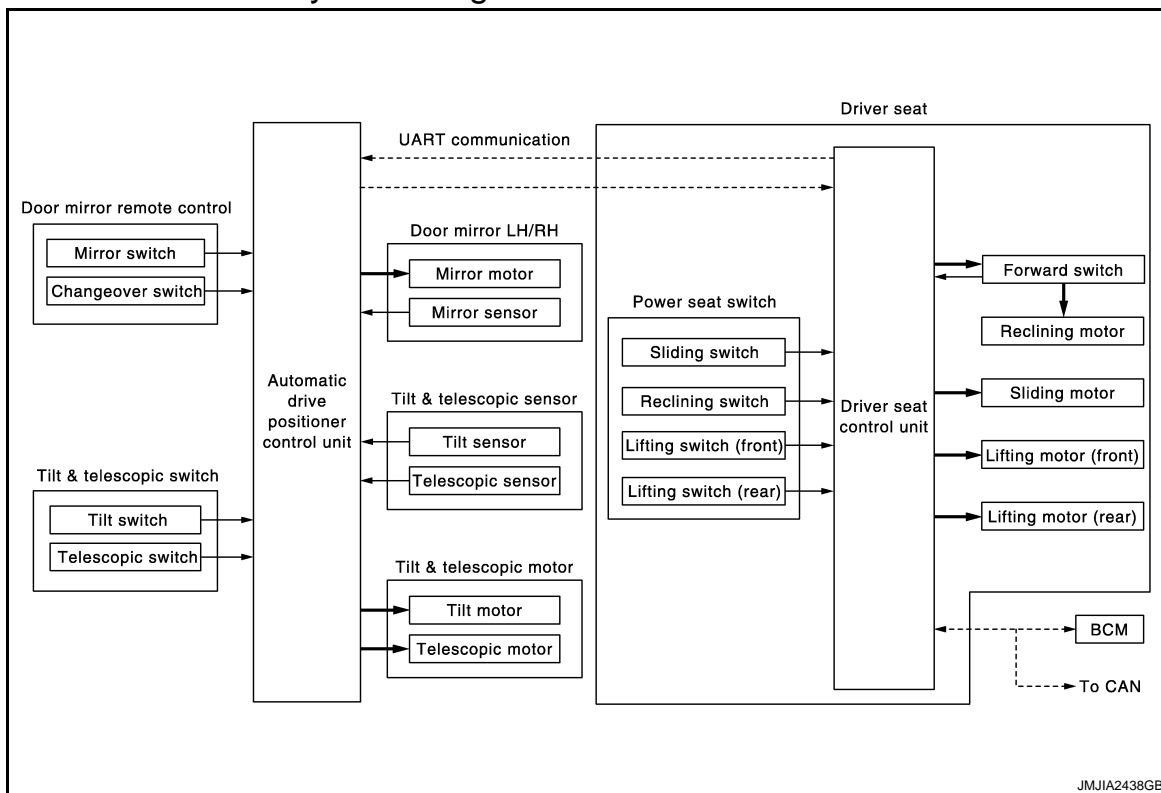 Driver seat
UART communication
Door mirror remote control
Mirror switch
Changeover switch
Door mirror LH/RH
Mirror motor
Mirror sensor
Automatic
drive
positioner
control unit
Tilt & telescopic sensor
Tilt sensor
Telescopic sensor
Tilt & telescopic switch
Tilt switch
Telescopic switch
Tilt & telescopic motor
Tilt motor
Telescopic motor
Power seat switch
Sliding switch
Reclining switch
Lifting switch (front)
Lifting switch (rear)
Driver seat
control unit
Forward switch
Reclining motor
Sliding motor
Lifting motor (front)
Lifting motor (rear)
BCM
To CAN
JMJIA2438GB